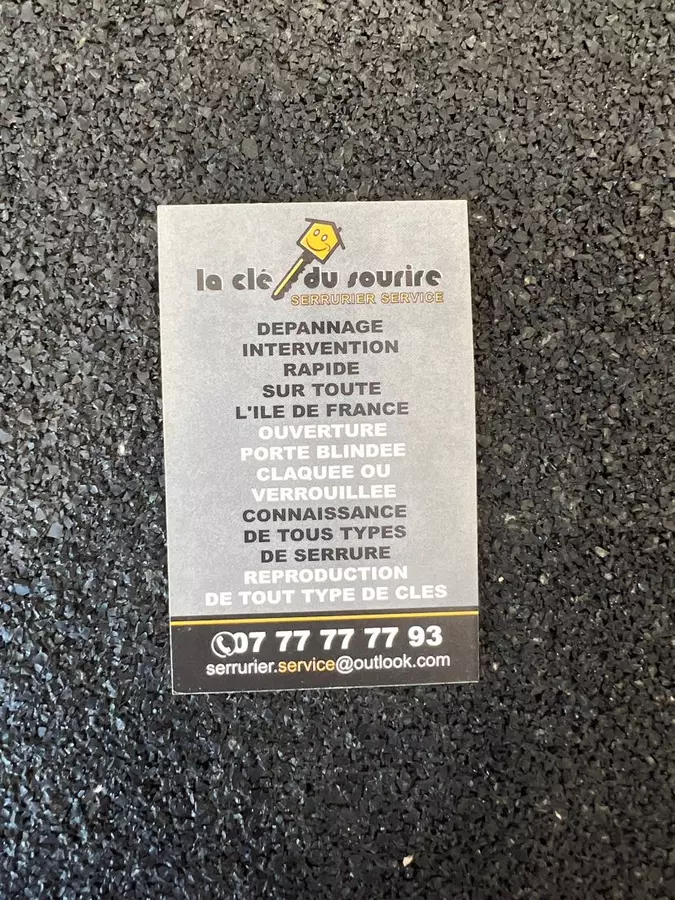 la clé du sourire
SERRURIER SERVICE
DEPANNAGE
INTERVENTION
RAPIDE
SUR TOUTE
L'ILE DE FRANCE
OUVERTURE
PORTE BLINDEE
CLAQUEE OU
VERROUILLEE
CONNAISSANCE
DE TOUS TYPES
DE SERRURE
REPRODUCTION
DE TOUT TYPE DE CLES
07 77 77 77 93
serrurier.service@outlook.com